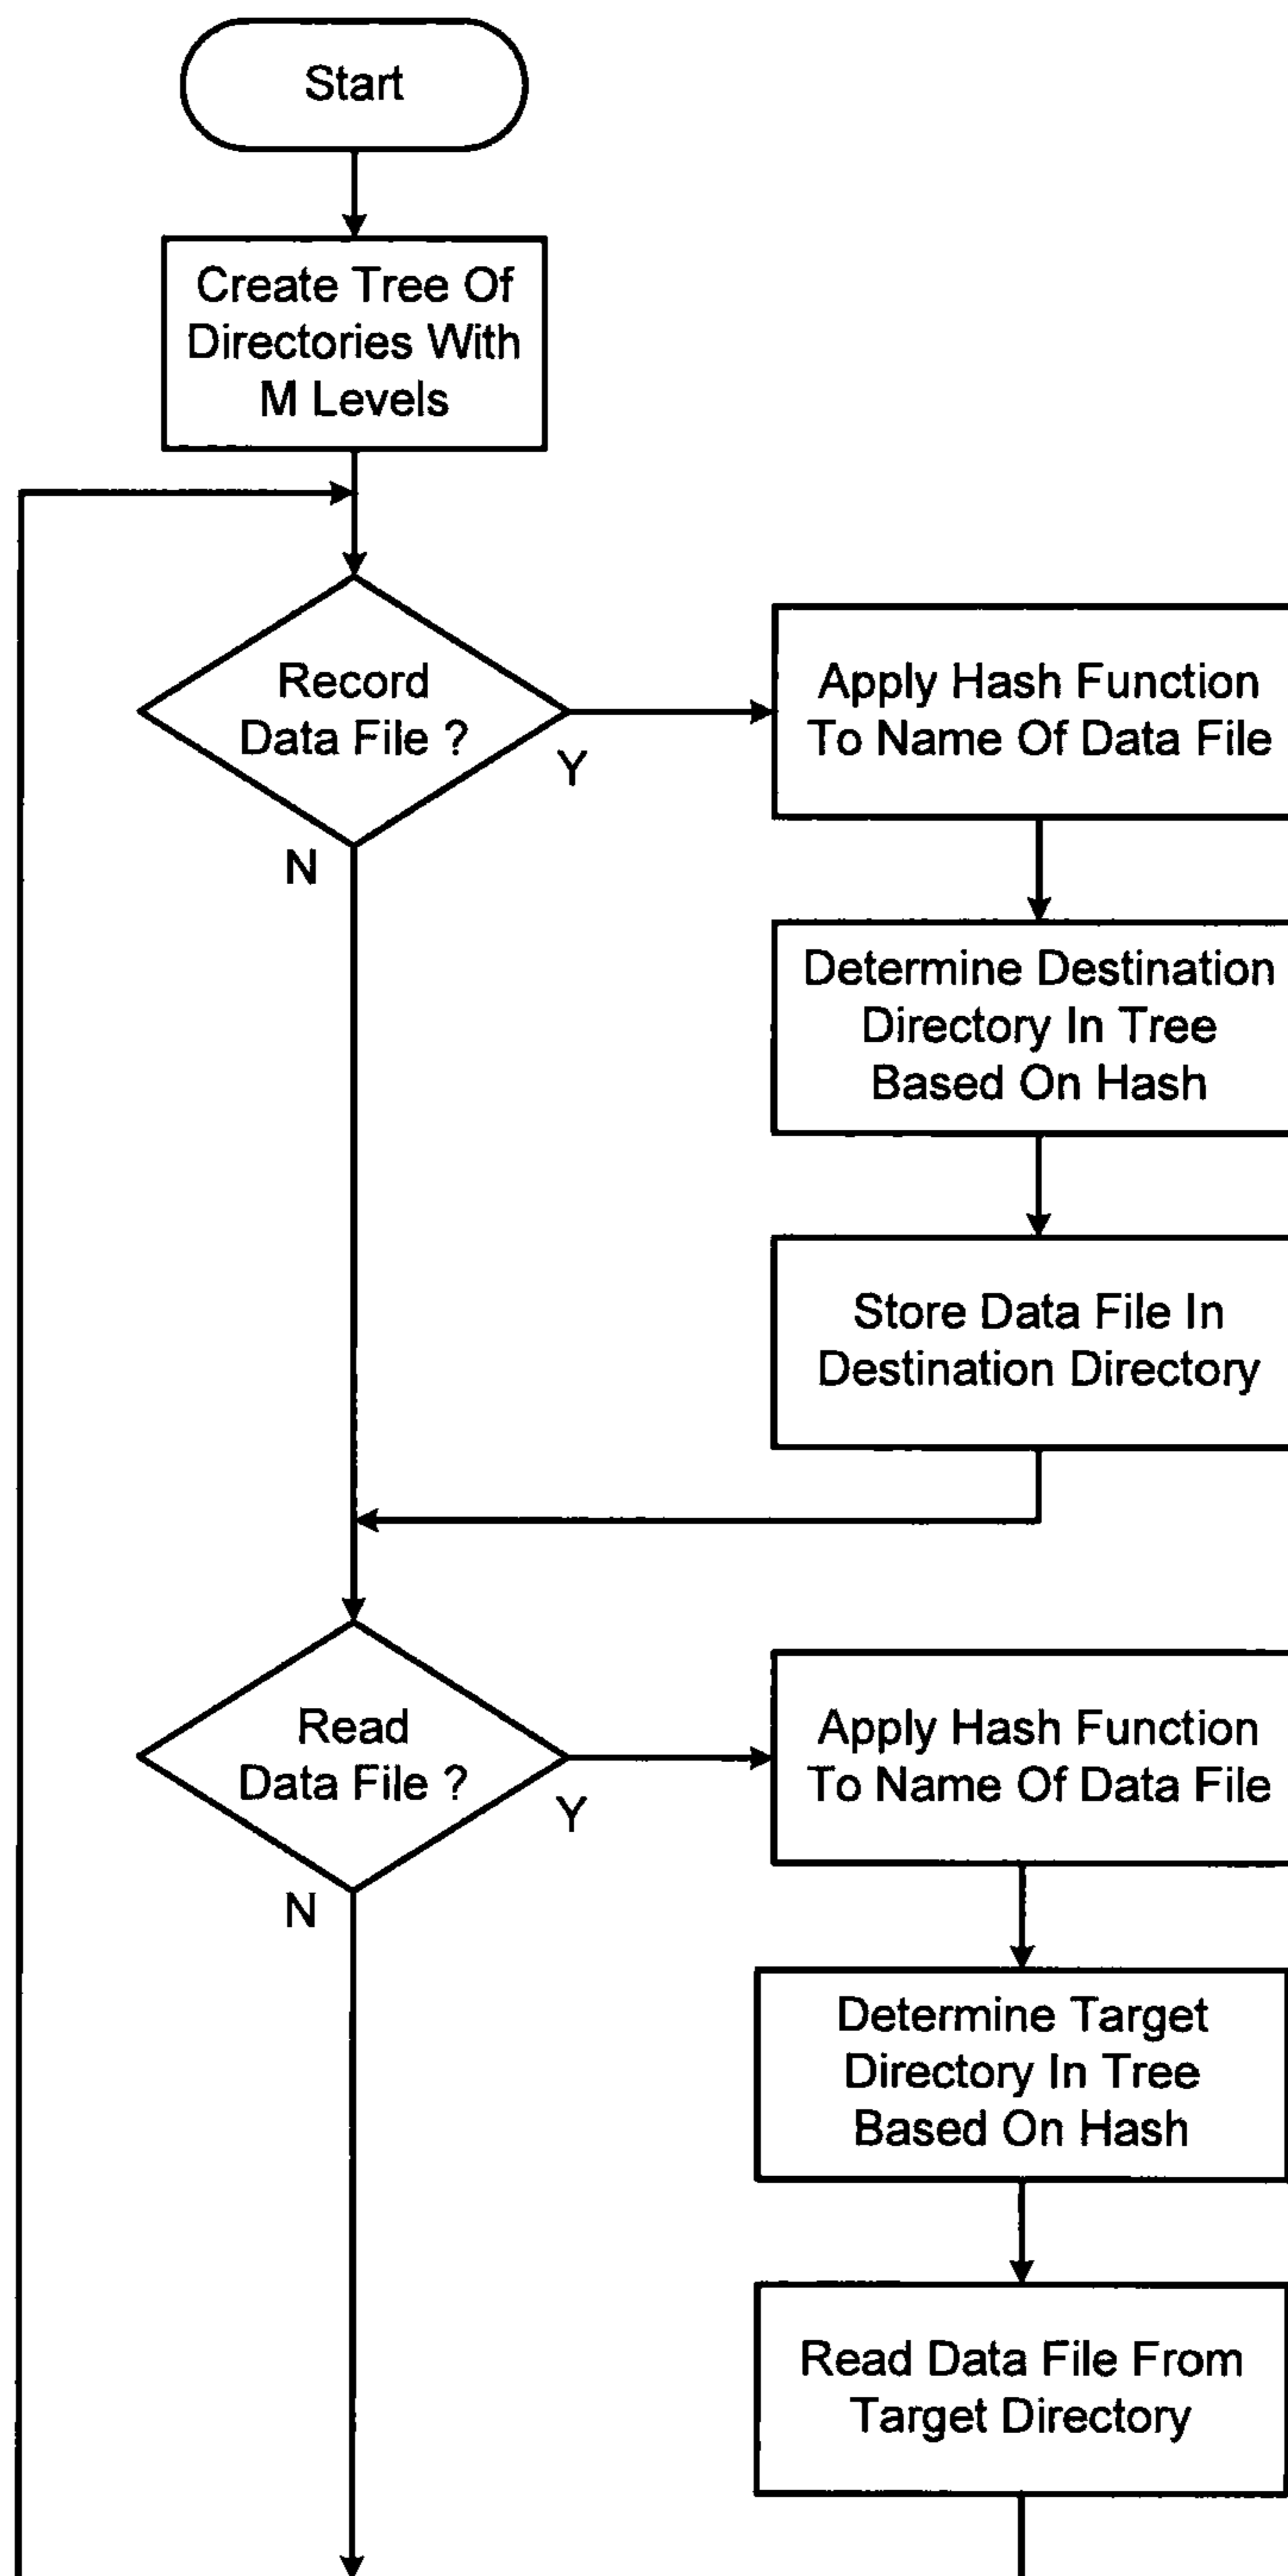 Start
Create Tree Of
Directories With
M Levels
Record
Data File ?
Y
N
Apply Hash Function
To Name Of Data File
Determine Destination
Directory In Tree
Based On Hash
Store Data File In
Destination Directory
Read
Data File ?
Y
N
Apply Hash Function
To Name Of Data File
Determine Target
Directory In Tree
Based On Hash
Read Data File From
Target Directory